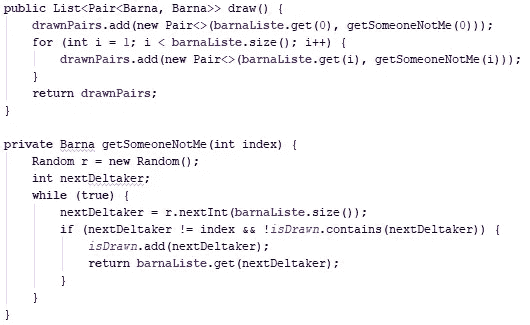 public List<Pair<Barna, Barna>> draw() {
    drawnPairs.add(new Pair<>(barnaListe.get(0), getSomeoneNotMe(0)));
    for (int i = 1; i < barnaListe.size(); i++) {
        drawnPairs.add(new Pair<>(barnaListe.get(i), getSomeoneNotMe(i)));
    }
    return drawnPairs;
}

private Barna getSomeoneNotMe(int index) {
    Random r = new Random();
    int nextDeltaker;
    while (true) {
        nextDeltaker = r.nextInt(barnaListe.size());
        if (nextDeltaker != index && !isDrawn.contains(nextDeltaker)) {
            isDrawn.add(nextDeltaker);
            return barnaListe.get(nextDeltaker);
        }
    }
}